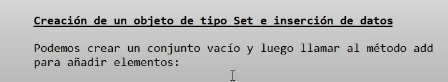 Creación de un objeto de tipo Set e inserción de datos
Podemos crear un conjunto vacío y luego llamar al método add
para añadir elementos: